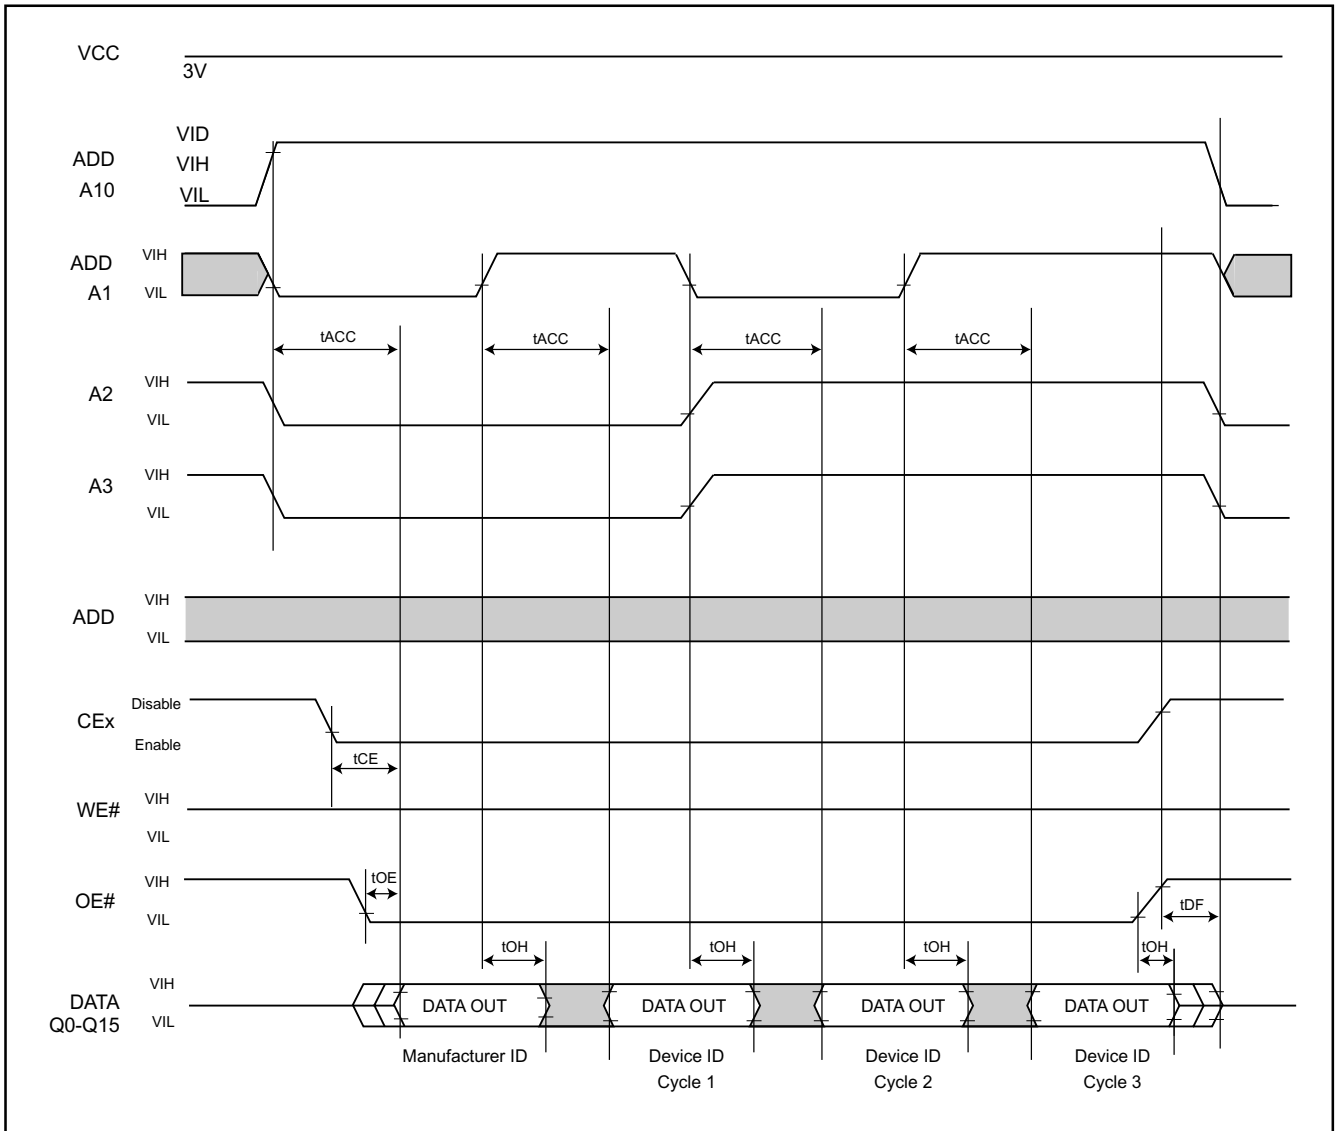 VCC
3V
VID
ADD
VIH
A10
VIL
VIH
ADD
VIL
A1
tACC tACC tACC tACC
VIH
A2
VIL
VIH
A3
VIL
VIH
ADD
VIL
Disable
CEx
Enable
tCE
VIH
WE#
VIL
VIH
tOE
OE#
VIL
tDF
tOH tOH tOH tOH
VIH
DATA
Q0-Q15
VIL
DATA OUT DATA OUT DATA OUT DATA OUT
Manufacturer ID Device ID Device ID Device ID
Cycle 1 Cycle 2 Cycle 3